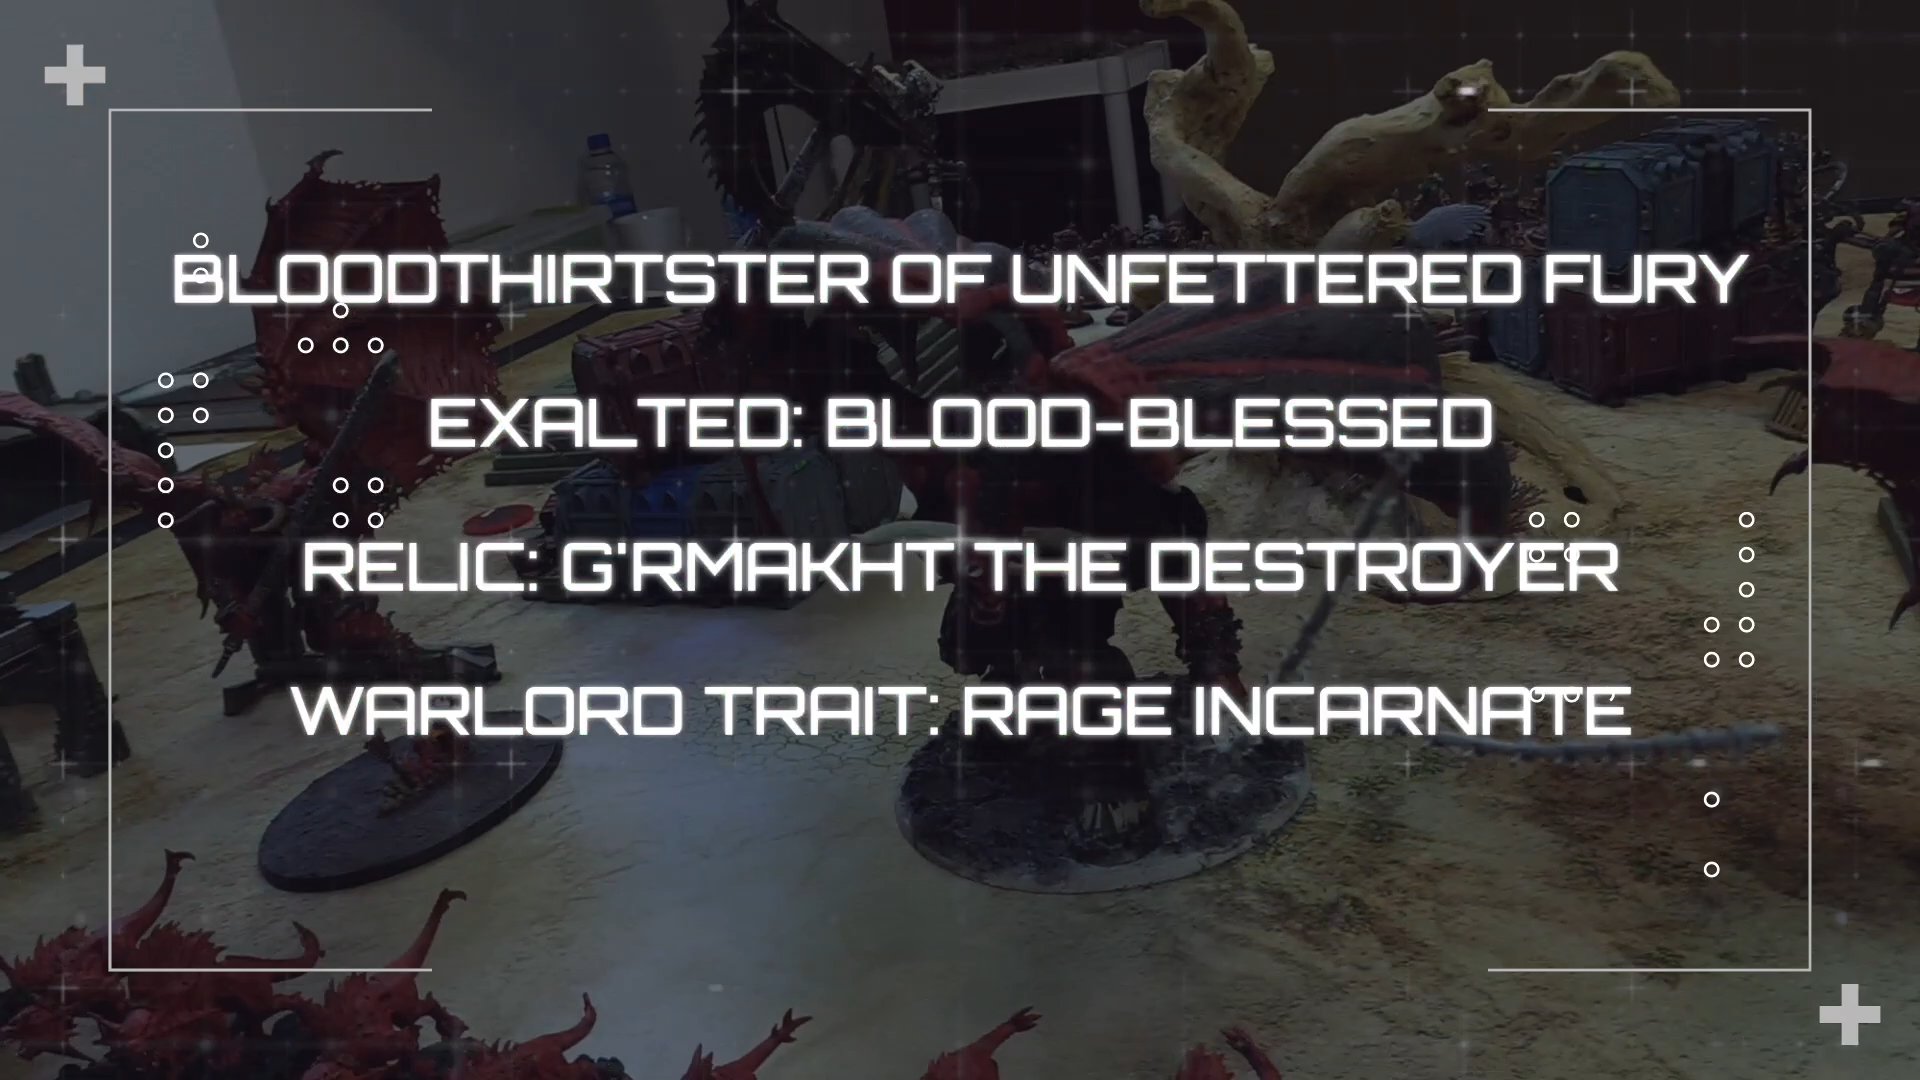 BLOODTHIRTSTER OF UNFETTERED FURY
EXALTED: BLOOD-BLESSED
RELIC: G'RMAKHT THE DESTROYER
WARLORD TRAIT: RAGE INCARNATE